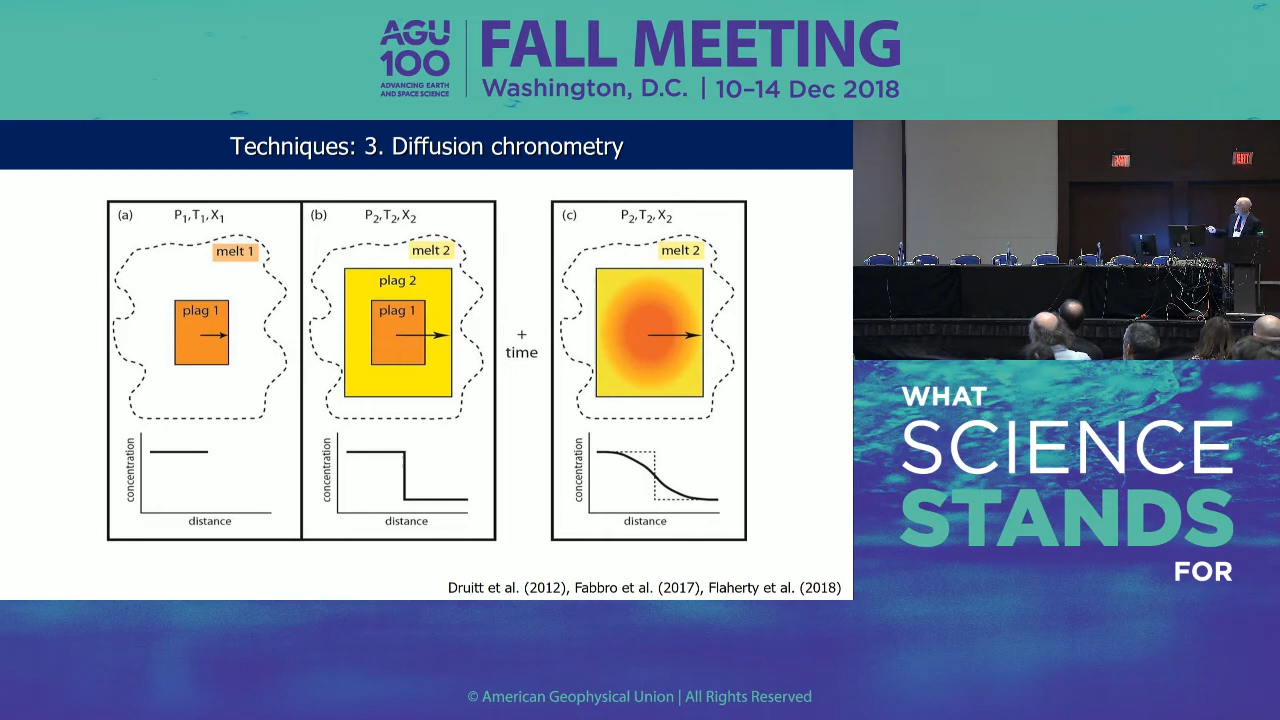 AGU
100
ADVANCING EARTH
AND SPACE SCIENCE
FALL MEETING
Washington, D.C. | 10–14 Dec 2018
Techniques: 3. Diffusion chronometry
(a) P₁,T₁,X₁
melt 1
plag 1
concentration
distance
(b) P₂,T₂,X₂
melt 2
plag 2
plag 1
concentration
distance
+
time
(c) P₂,T₂,X₂
melt 2
concentration
distance
Druitt et al. (2012), Fabbro et al. (2017), Flaherty et al. (2018)
WHAT
SCIENCE
STANDS
FOR
© American Geophysical Union | All Rights Reserved